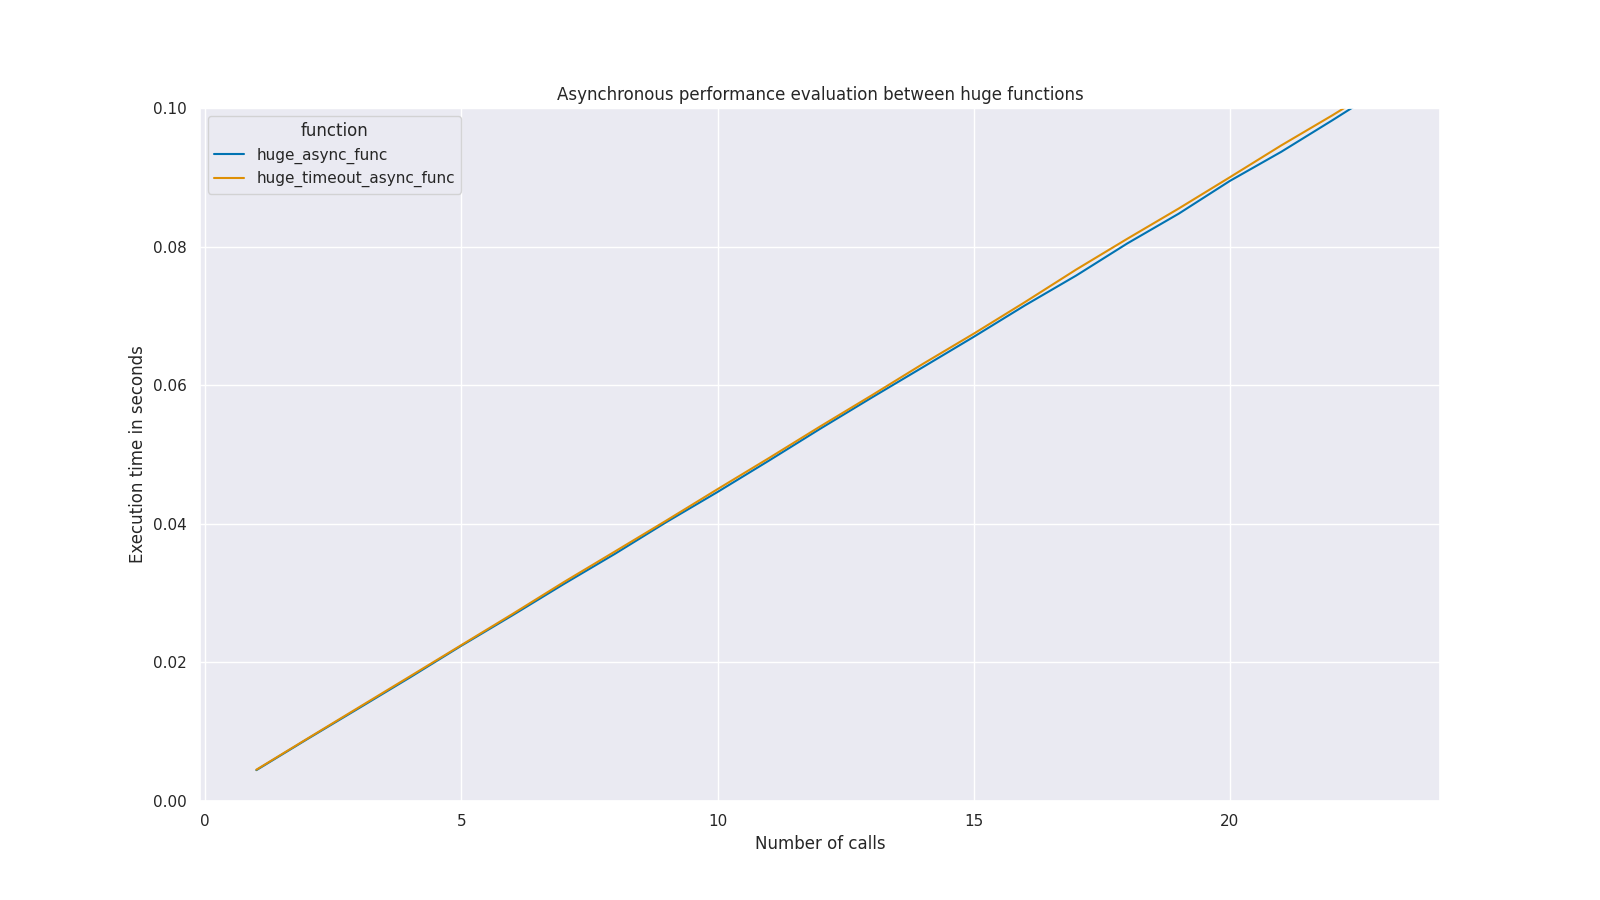 Asynchronous performance evaluation between huge functions
function
huge_async_func
huge_timeout_async_func
Execution time in seconds
0.10
0.08
0.06
0.04
0.02
0.00
0 5 10 15 20
Number of calls